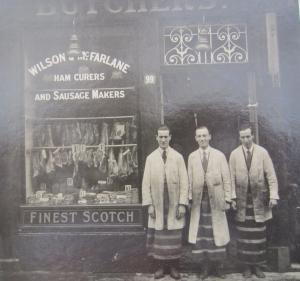 BUTCHERS
WILSON & McFARLANE
HAM CURERS
AND SAUSAGE MAKERS
99
FINEST SCOTCH